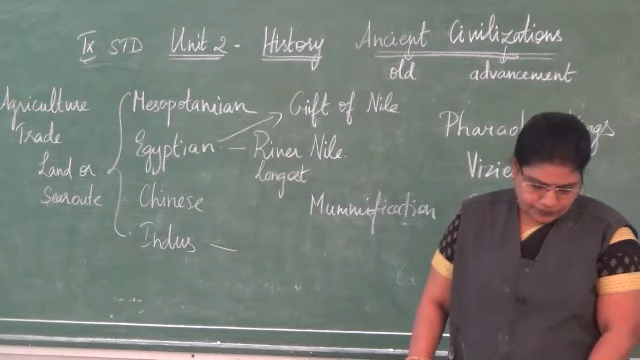 IX STD Unit 2 - History Ancient Civilizations
old advancement
Agriculture
Trade
Land or
Searoute
Mesopotamian
Egyptian - River Nile
Longest
Chinese
Indus -
Gift of Nile
Mummification